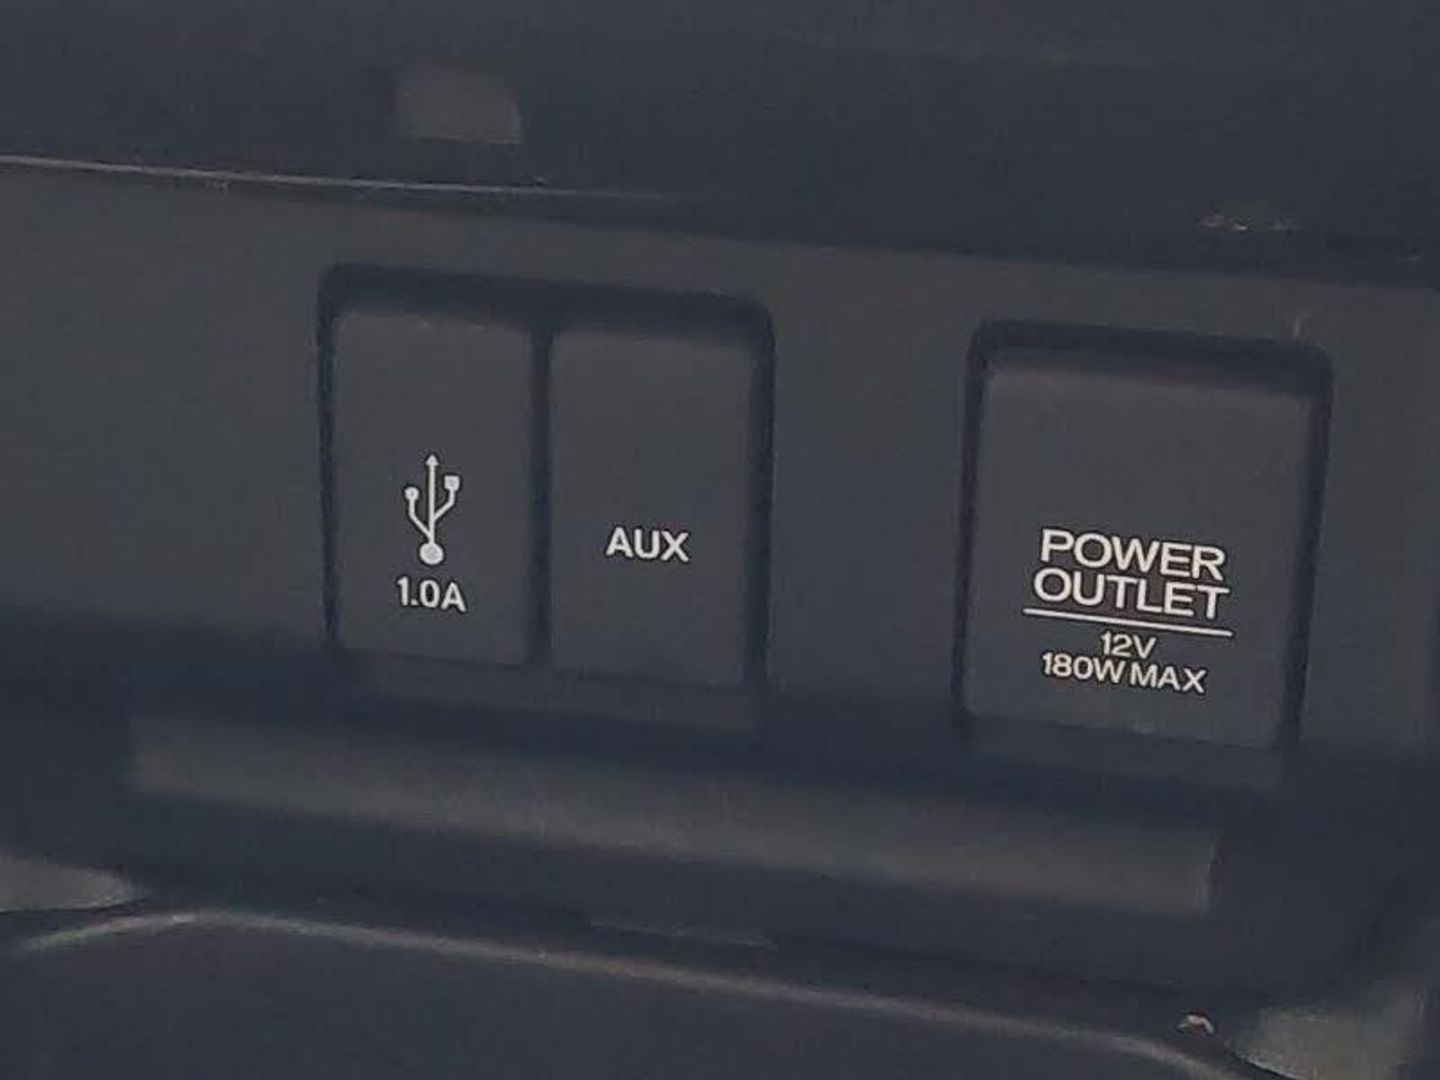 1.0A
AUX
POWER
OUTLET
12V
180W MAX